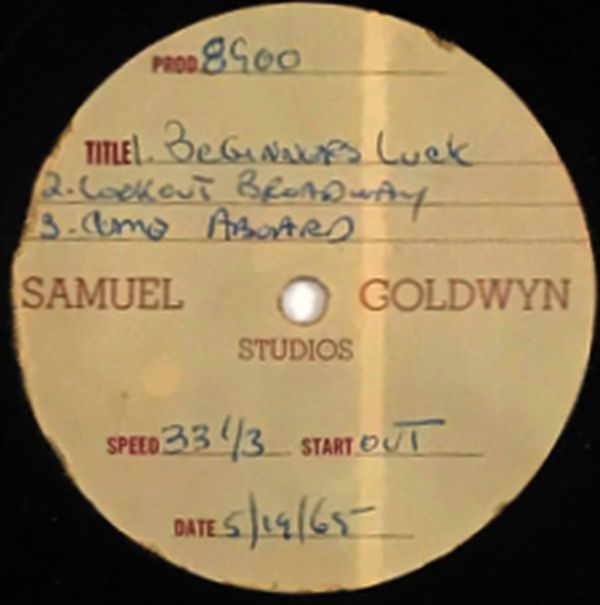 PROD. 8900
TITLE 1. BEGINNERS LUCK
2. LOOKOUT BROADWAY
3. COME ABOARD
SAMUEL GOLDWYN
STUDIOS
SPEED 33 1/3 START OUT
DATE 5/19/65